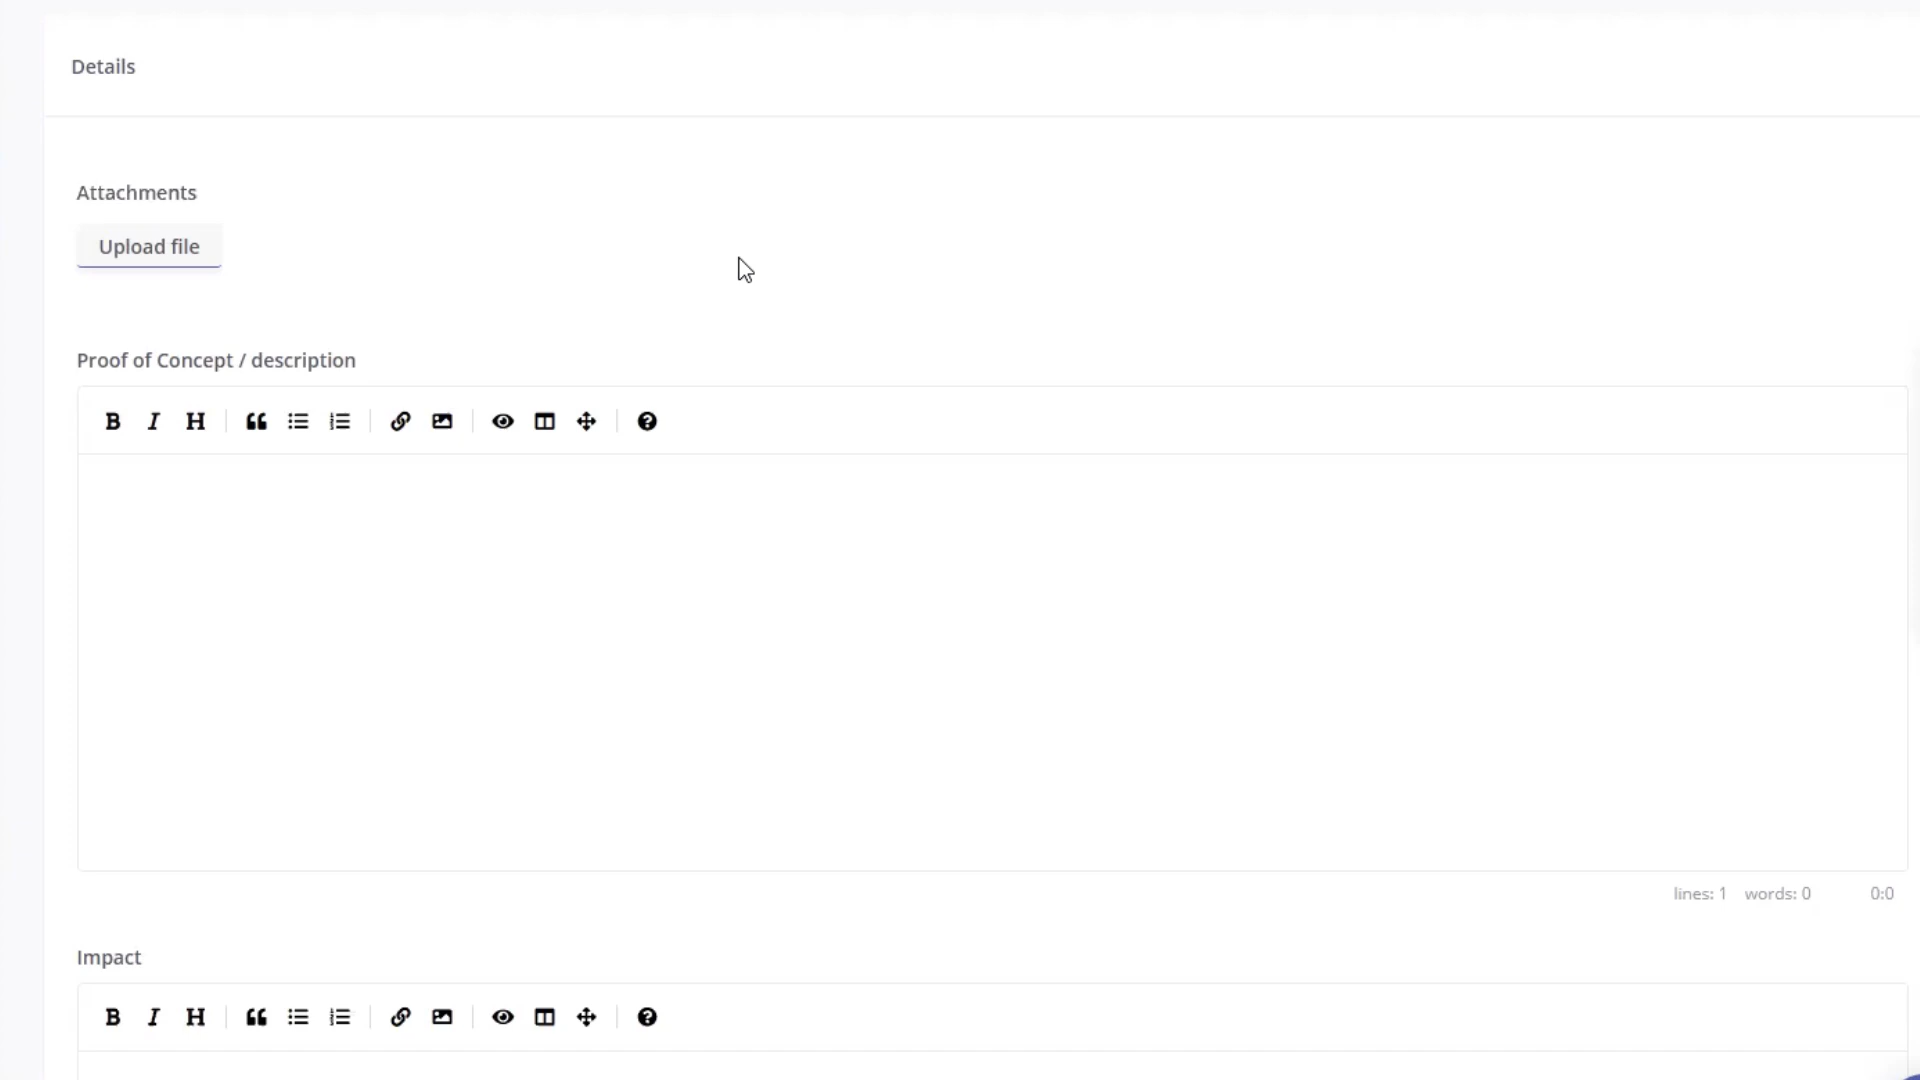 Details
Attachments
Upload file
Proof of Concept / description
B I H
lines: 1 words: 0 0:0
Impact
B I H